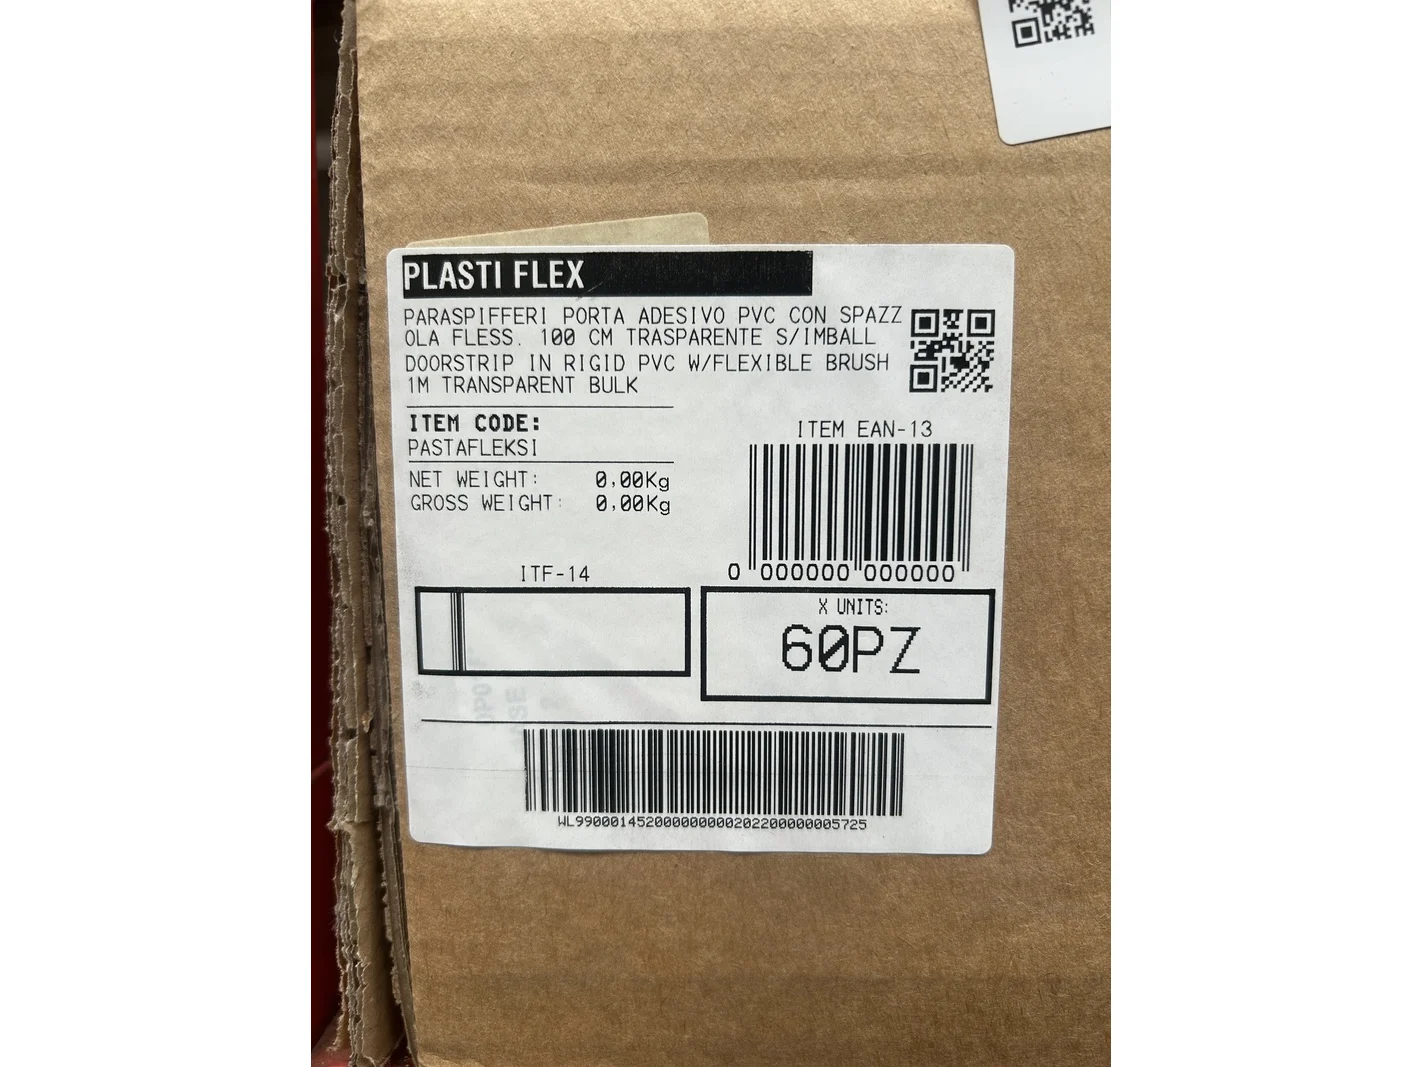 PLASTI FLEX
PARASPIFFERI PORTA ADESIVO PVC CON SPAZZ
OLA FLESS. 100 CM TRASPARENTE S/IMBALL
DOORSTRIP IN RIGID PVC W/FLEXIBLE BRUSH
1M TRANSPARENT BULK
ITEM CODE:
PASTAFLEKSI
ITEM EAN-13
NET WEIGHT: 0,00Kg
GROSS WEIGHT: 0,00Kg
0 000000 000000
ITF-14
X UNITS:
60PZ
WL99000145200000000002022000000005725